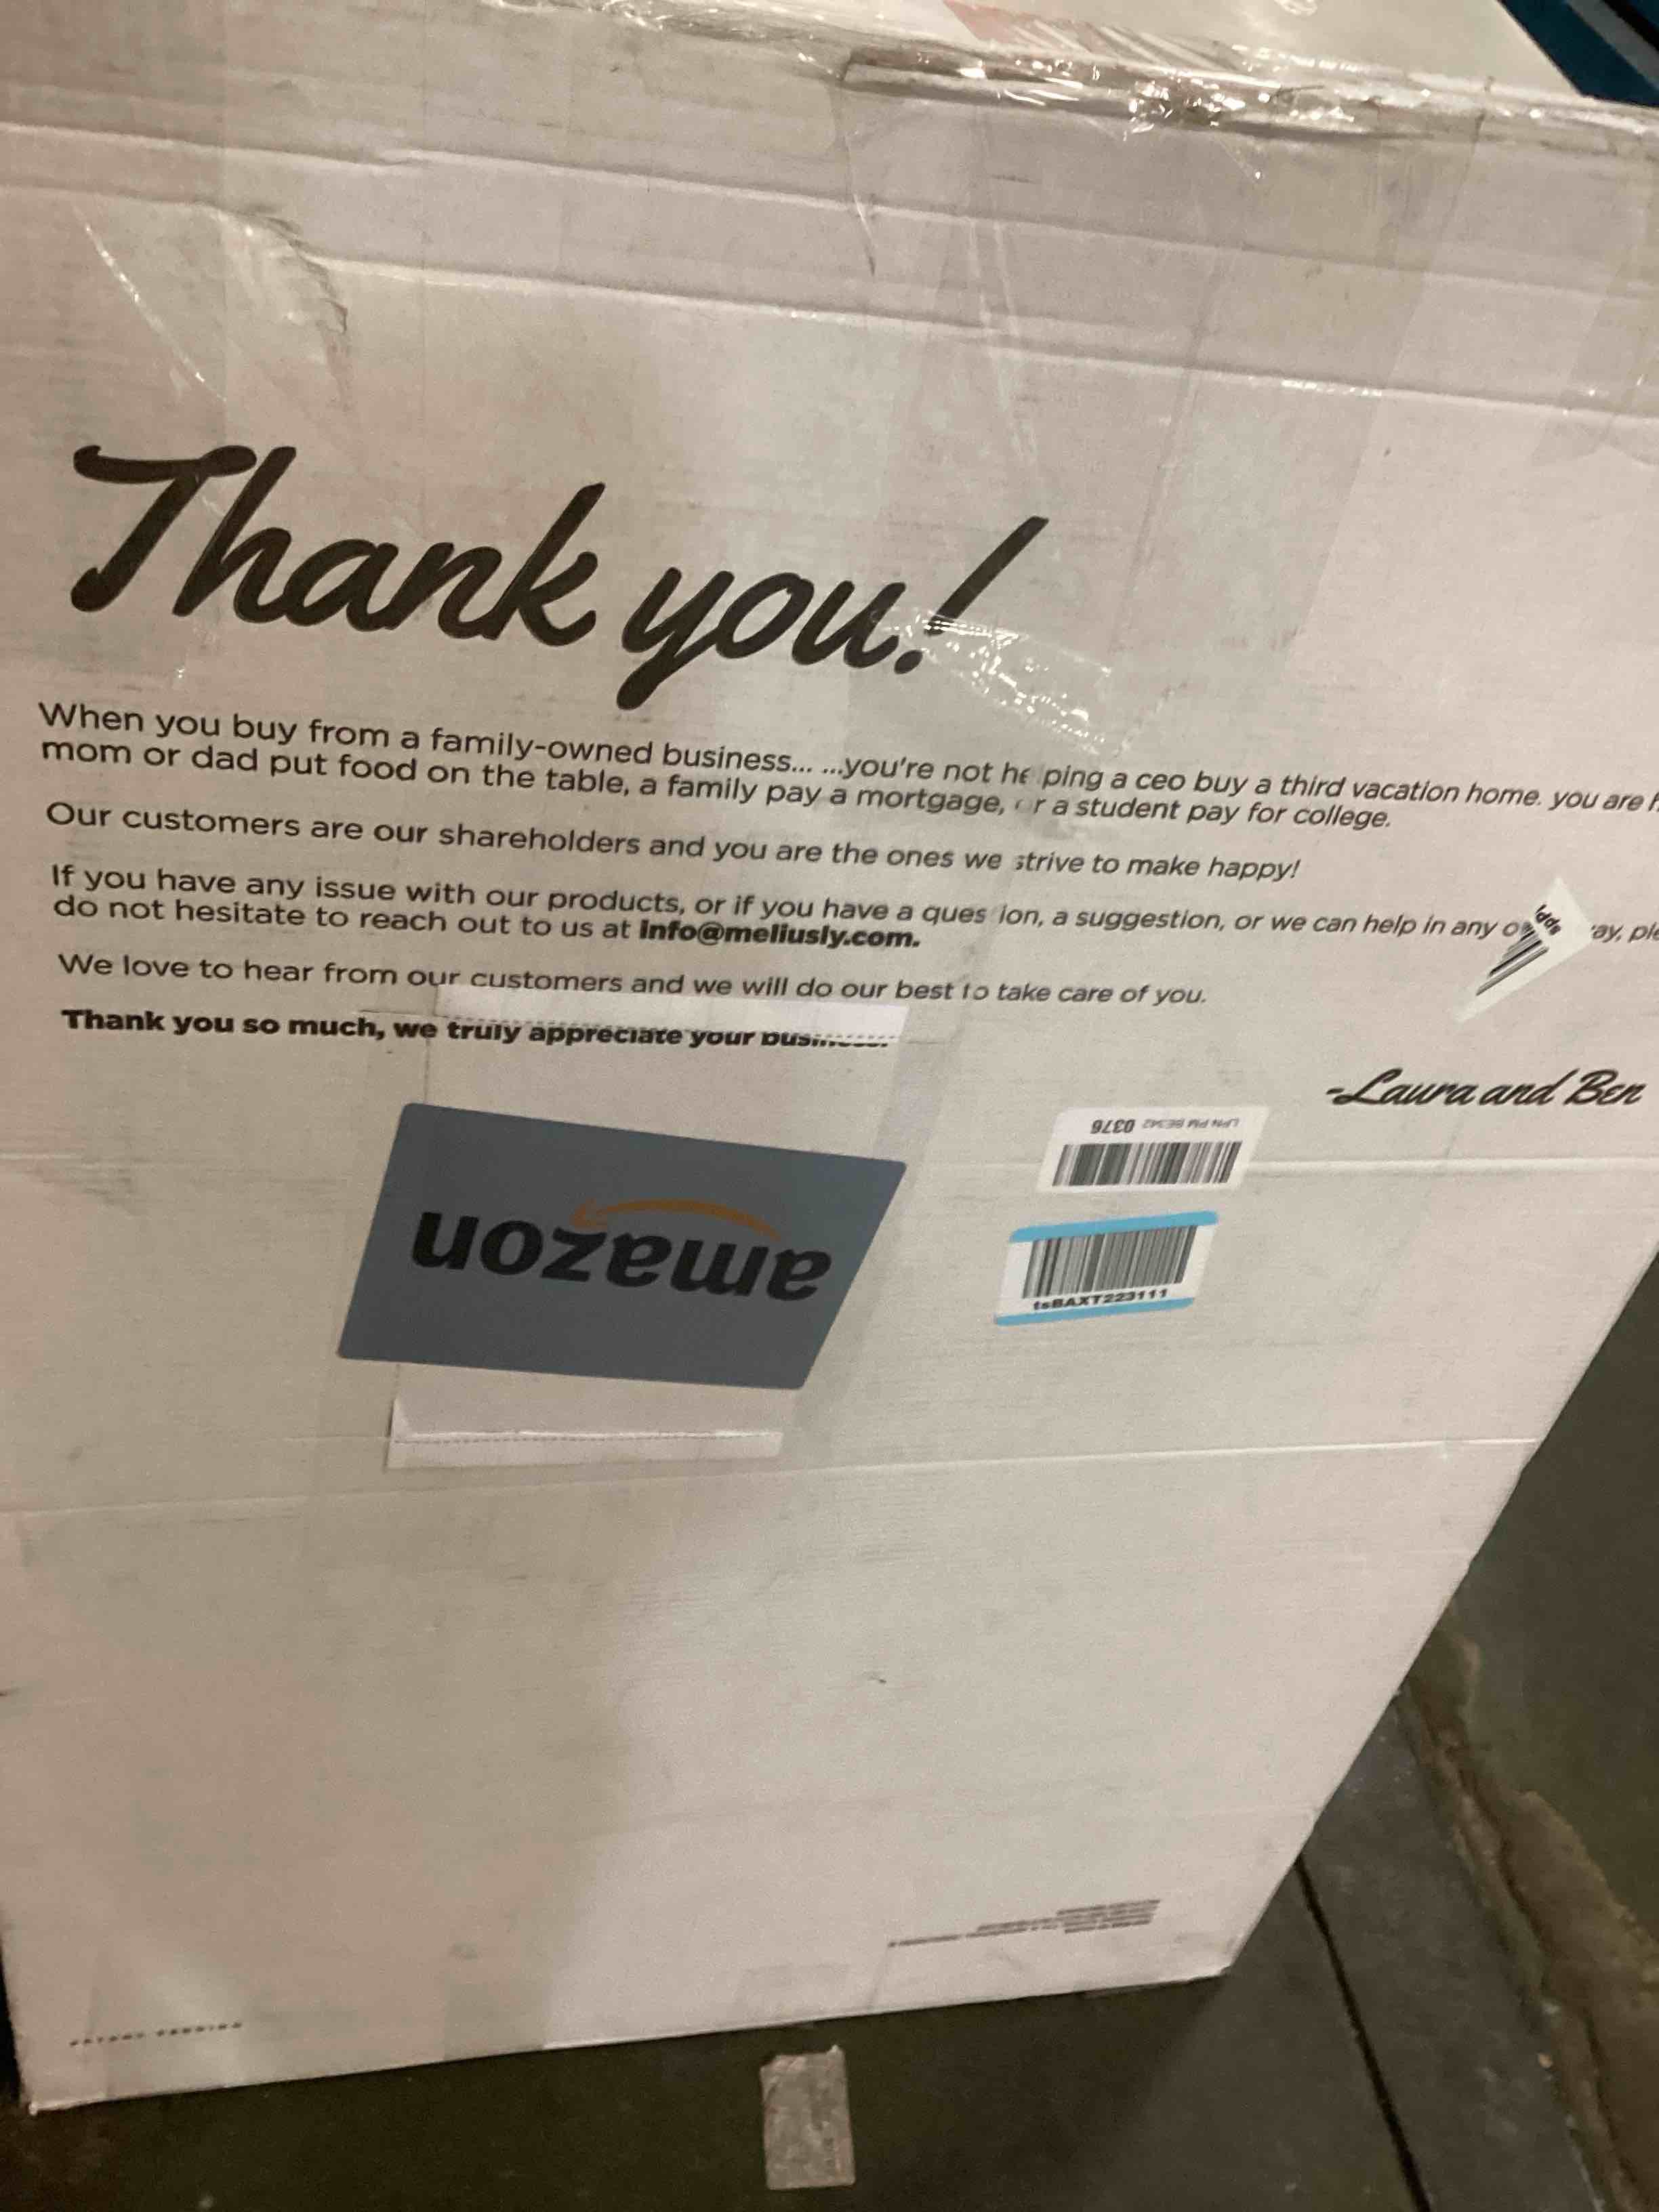 Thank you!
When you buy from a family-owned business... ...you're not he ping a ceo buy a third vacation home. you are
mom or dad put food on the table, a family pay a mortgage, r a student pay for college.
Our customers are our shareholders and you are the ones we strive to make happy!
If you have any issue with our products, or if you have a ques ion, a suggestion, or we can help in any
do not hesitate to reach out to us at info@meliusly.com.
We love to hear from our customers and we will do our best to take care of you.
Thank you so much, we truly appreciate your
-Laura and Ben
LPN PM 0376
amazon
tsBAXT223111
PATENT PENDING